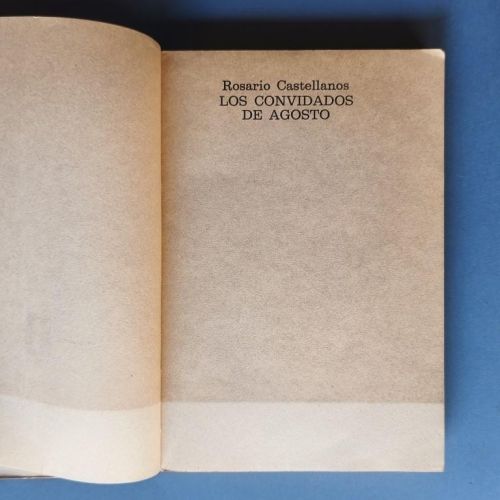 Rosario Castellanos
LOS CONVIDADOS
DE AGOSTO